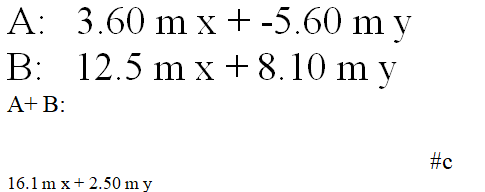 A: 3.60 m x + -5.60 m y
B: 12.5 m x + 8.10 m y
A+ B:
#c
16.1 m x + 2.50 m y